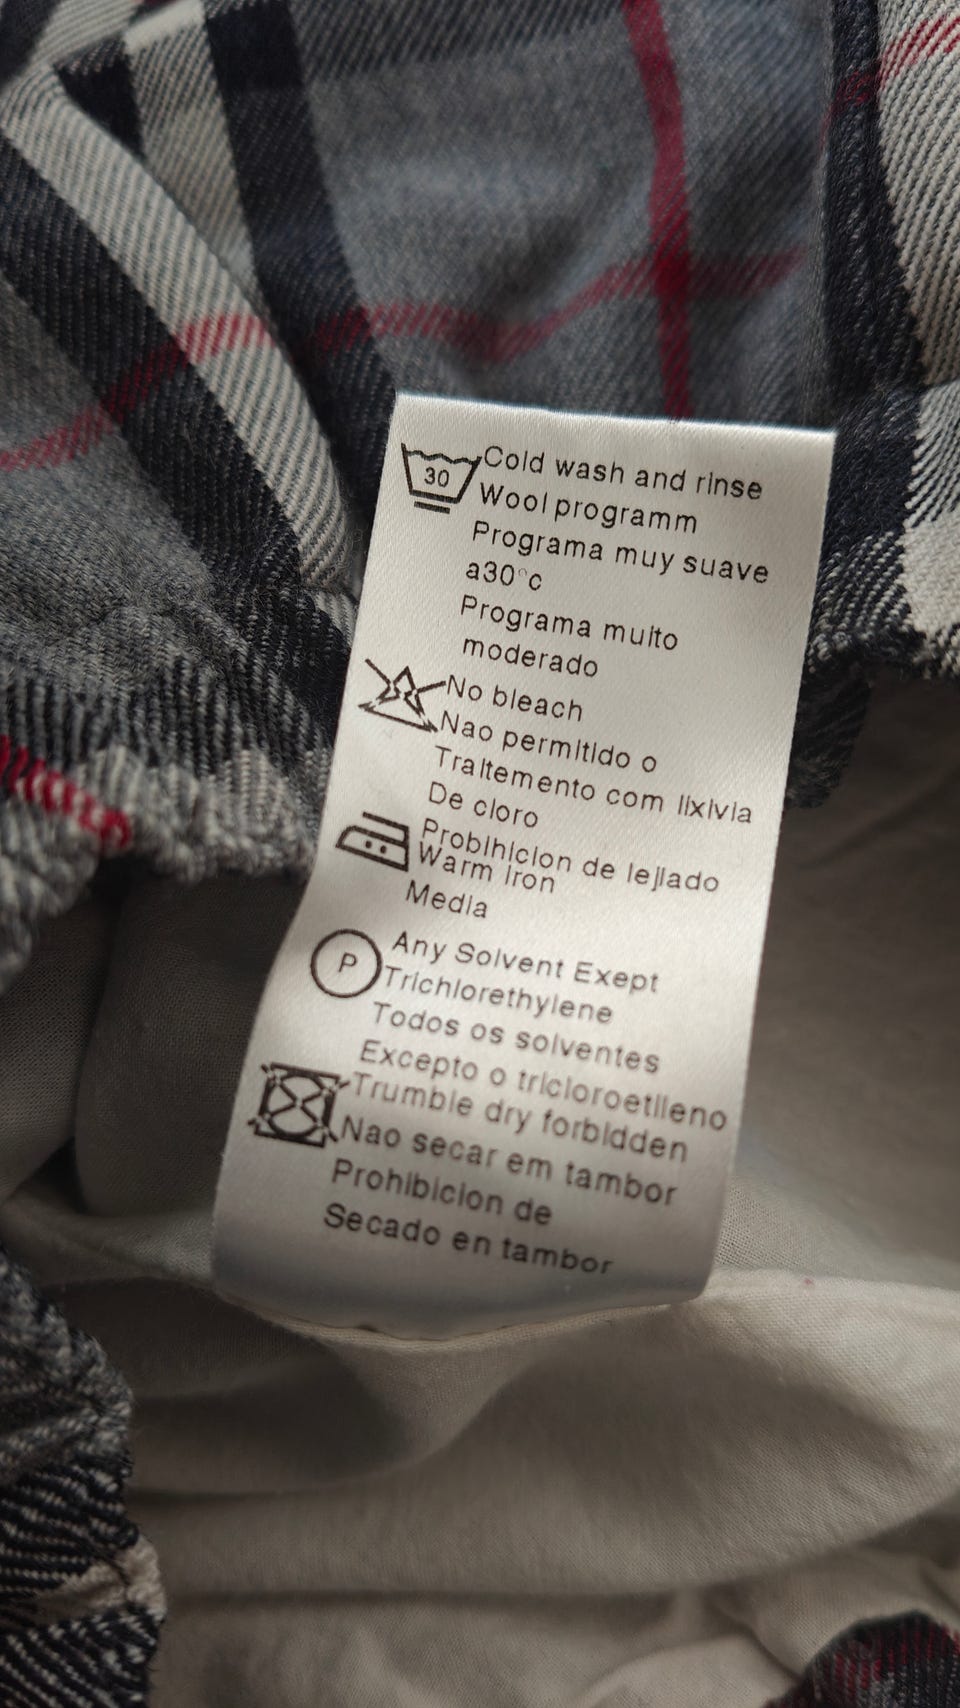 30
Cold wash and rinse
Wool programm
Programa muy suave
a30°c
Programa muito
moderado
No bleach
Nao permitido o
Traitemento com lixivia
De cloro
Probihicion de lejiado
Warm iron
Media
P
Any Solvent Exept
Trichlorethylene
Todos os solventes
Excepto o tricloroetileno
Trumble dry forbidden
Nao secar em tambor
Prohibicion de
Secado en tambor